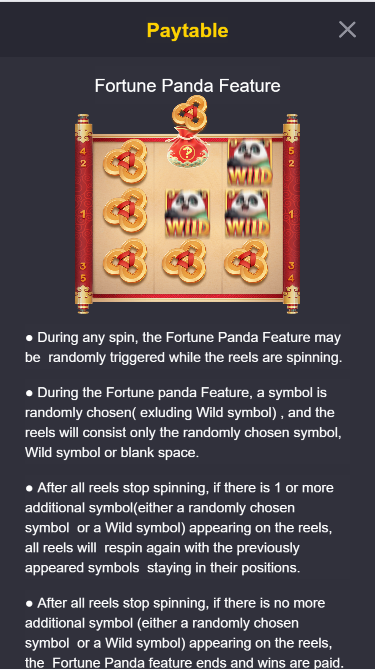 Paytable
Fortune Panda Feature
?
4
2
5
2
WILD
1
1
WILD
WILD
3
5
3
4
● During any spin, the Fortune Panda Feature may
be randomly triggered while the reels are spinning.
● During the Fortune panda Feature, a symbol is
randomly chosen( exluding Wild symbol) , and the
reels will consist only the randomly chosen symbol,
Wild symbol or blank space.
● After all reels stop spinning, if there is 1 or more
additional symbol(either a randomly chosen
symbol or a Wild symbol) appearing on the reels,
all reels will respin again with the previously
appeared symbols staying in their positions.
● After all reels stop spinning, if there is no more
additional symbol (either a randomly chosen
symbol or a Wild symbol) appearing on the reels,
the Fortune Panda feature ends and wins are paid.